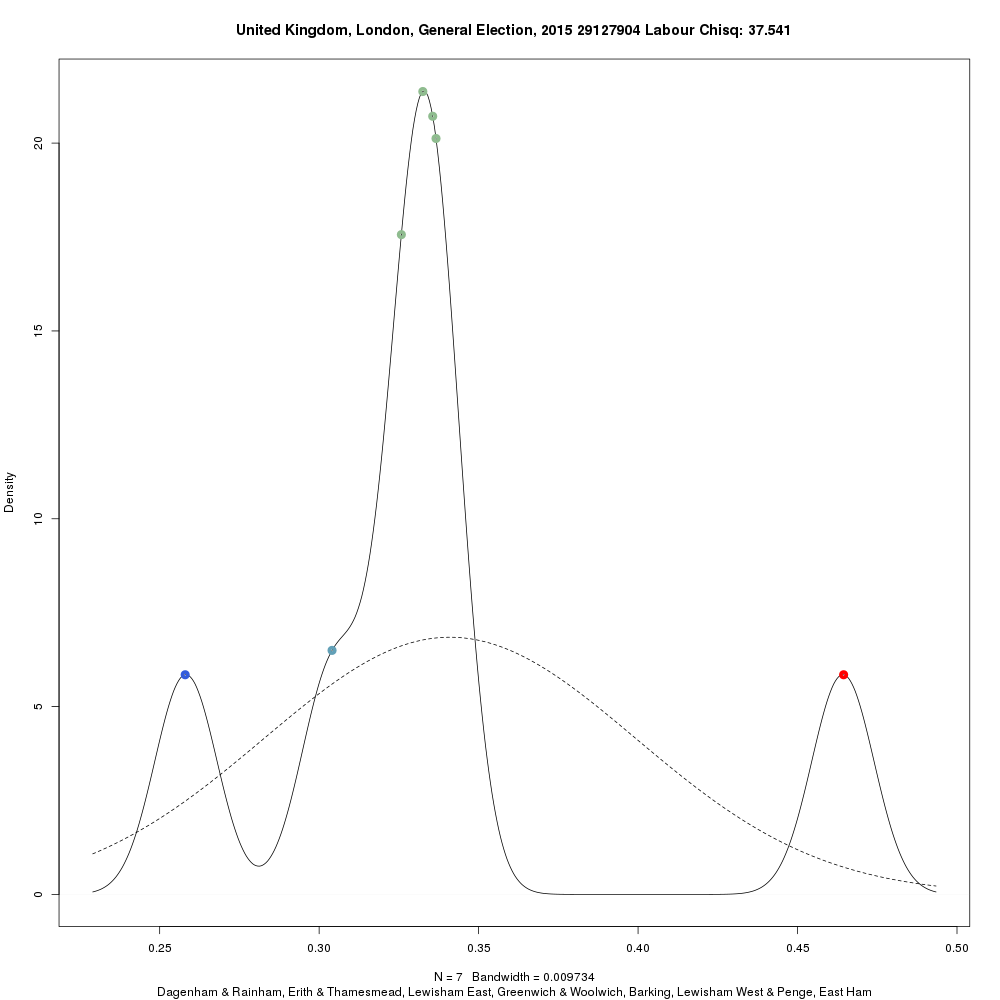 United Kingdom, London, General Election, 2015 29127904 Labour Chisq: 37.541
Density
20
15
10
5
0
0.25 0.30 0.35 0.40 0.45 0.50
N = 7 Bandwidth = 0.009734
Dagenham & Rainham, Erith & Thamesmead, Lewisham East, Greenwich & Woolwich, Barking, Lewisham West & Penge, East Ham